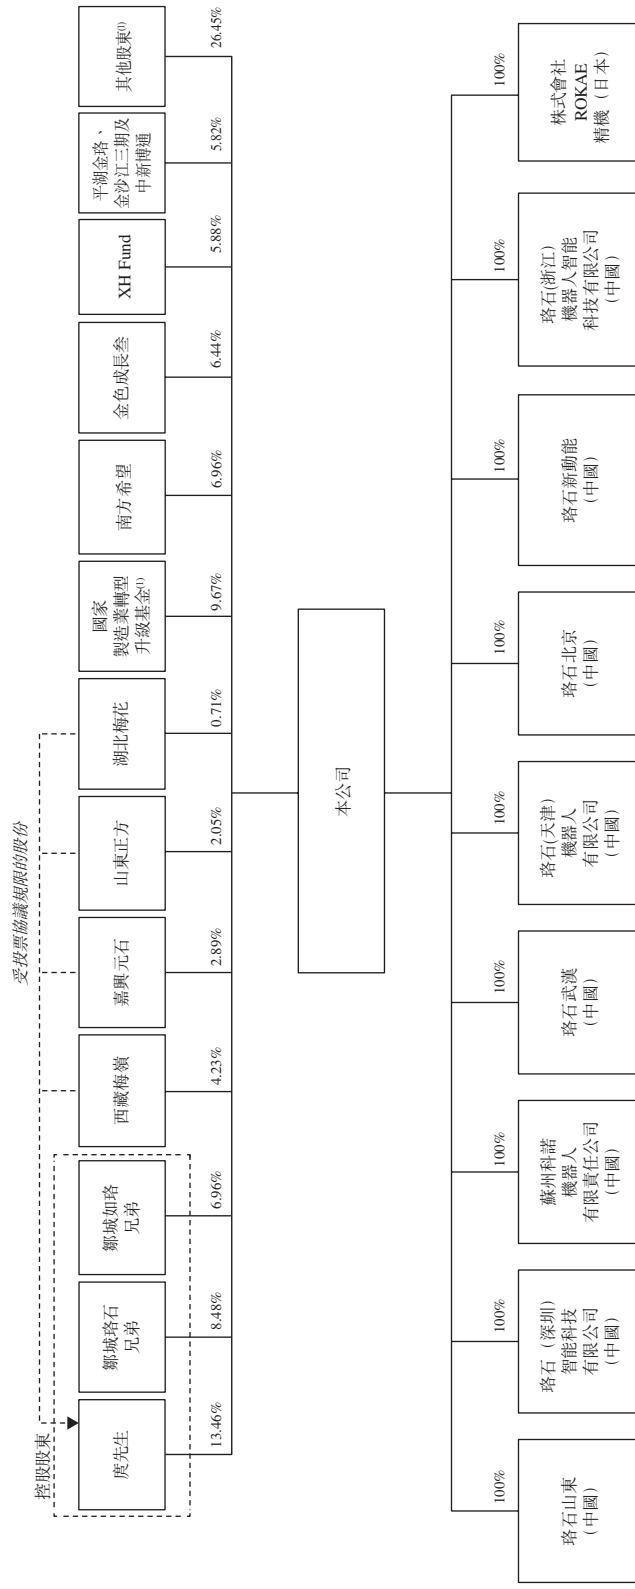 受投票協議規限的股份
控股股東
庹先生
鄒城珞石
兄弟
鄒城如珞
兄弟
西藏梅嶺
嘉興元石
山東正方
湖北梅花
國家
製造業轉型
升級基金(1)
南方希望
金色成長叁
XH Fund
平湖金珞、
金沙江三期及
中新博通
其他股東(1)
13.46%
8.48%
6.96%
4.23%
2.89%
2.05%
0.71%
9.67%
6.96%
6.44%
5.88%
5.82%
26.45%
本公司
100%
100%
100%
100%
100%
100%
100%
100%
100%
珞石山東
(中國)
珞石（深圳）
智能科技
有限公司
(中國)
蘇州科諾
機器人
有限責任公司
(中國)
珞石武漢
(中國)
珞石(天津)
機器人
有限公司
(中國)
珞石北京
(中國)
珞石新動能
(中國)
珞石(浙江)
機器人智能
科技有限公司
(中國)
株式會社
ROKAE
精機（日本）